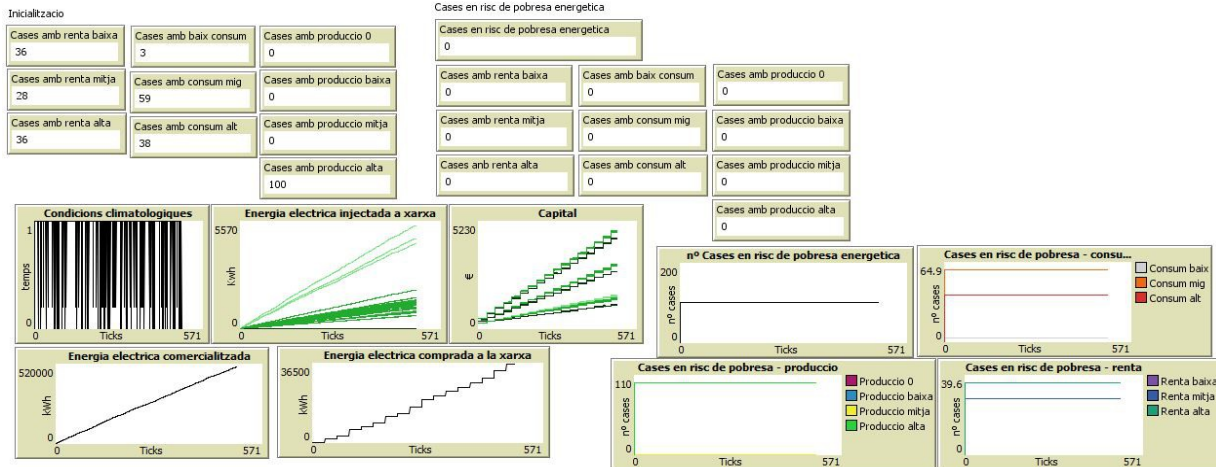 Inicialització
Cases amb renta baixa
36
Cases amb renta mitja
28
Cases amb renta alta
36
Cases amb baix consum
3
Cases amb consum mig
59
Cases amb consum alt
38
Cases amb produccio 0
0
Cases amb produccio baixa
0
Cases amb produccio mitja
0
Cases amb produccio alta
100
Cases en risc de pobresa energetica
Cases en risc de pobresa energetica
0
Cases amb renta baixa
0
Cases amb renta mitja
0
Cases anb renta alta
0
Cases amb baix consum
0
Cases amb consum mig
0
Cases amb consum alt
0
Cases amb produccio 0
0
Cases amb produccio baixa
0
Cases amb produccio mitja
0
Cases amb produccio alta
0
Condicions climatologiques
1
temps
0
0
Ticks
571
Energia electrica injectada a xarxa
5570
kWh
0
0
Ticks
571
Capital
5230
€
0
Ticks
571
nº Cases en risc de pobresa energetica
200
nº cases
0
0
Ticks
571
Cases en risc de pobresa - consu...
64.9
nº cases
0
0
Ticks
571
Consum baix
Consum mig
Consum alt
Energia electrica comercialitzada
520000
kWh
0
0
Ticks
571
Energia electrica comprada a la xarxa
36500
kWh
0
0
Ticks
571
Cases en risc de pobresa - produccio
110
nº cases
0
0
Ticks
571
Produccio 0
Produccio baixa
Produccio mitja
Produccio alta
Cases en risc de pobresa - renta
39.6
nº cases
0
0
Ticks
571
Renta baixa
Renta mitja
Renta alta